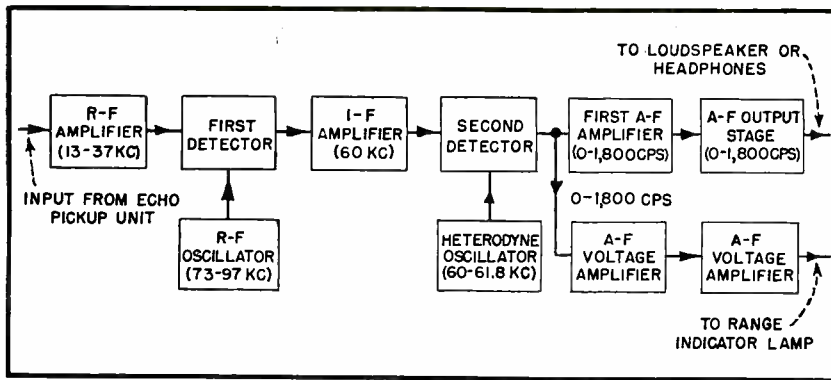 TO LOUDSPEAKER OR
HEADPHONES
R-F
AMPLIFIER
(13-37KC)
FIRST
DETECTOR
I-F
AMPLIFIER
(60 KC)
SECOND
DETECTOR
FIRST A-F
AMPLIFIER
(0-1,800CPS)
A-F OUTPUT
STAGE
(0-1,800CPS)
INPUT FROM ECHO
PICKUP UNIT
0-1,800 CPS
R-F
OSCILLATOR
(73-97 KC)
HETERODYNE
OSCILLATOR
(60-61.8 KC)
A-F
VOLTAGE
AMPLIFIER
A-F
VOLTAGE
AMPLIFIER
TO RANGE
INDICATOR LAMP